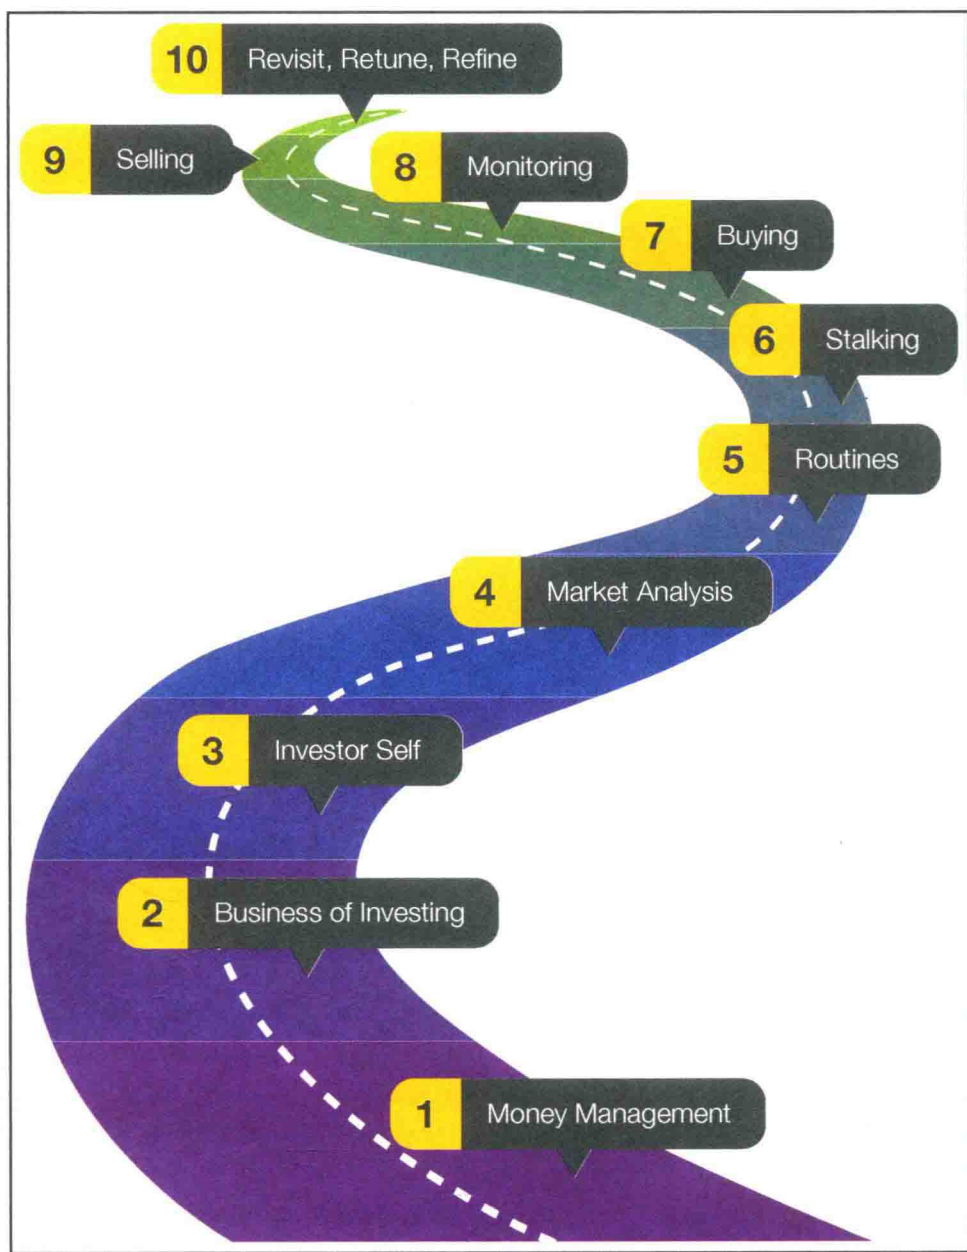 10 Revisit, Retune, Refine
9 Selling
8 Monitoring
7 Buying
6 Stalking
5 Routines
4 Market Analysis
3 Investor Self
2 Business of Investing
1 Money Management